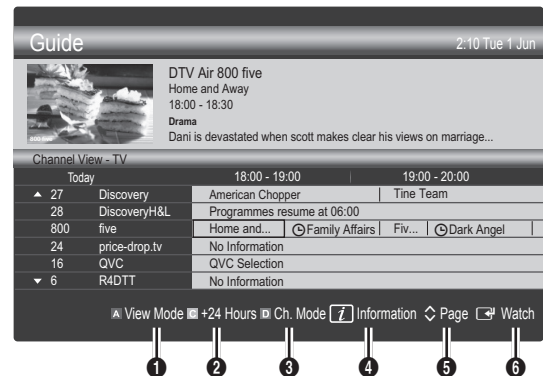 Guide
2:10 Tue 1 Jun
DTV Air 800 five
Home and Away
18:00 - 18:30
Drama
Dani is devastated when scott makes clear his views on marriage...
800 five
Channel View - TV
Today 18:00 - 19:00 19:00 - 20:00
▲ 27 Discovery American Chopper Tine Team
28 DiscoveryH&L Programmes resume at 06:00
800 five Home and... Family Affairs Fiv... Dark Angel
24 price-drop.tv No Information
16 QVC QVC Selection
▼ 6 R4DTT No Information
A View Mode C +24 Hours D Ch. Mode i Information Page Watch
1 2 3 4 5 6